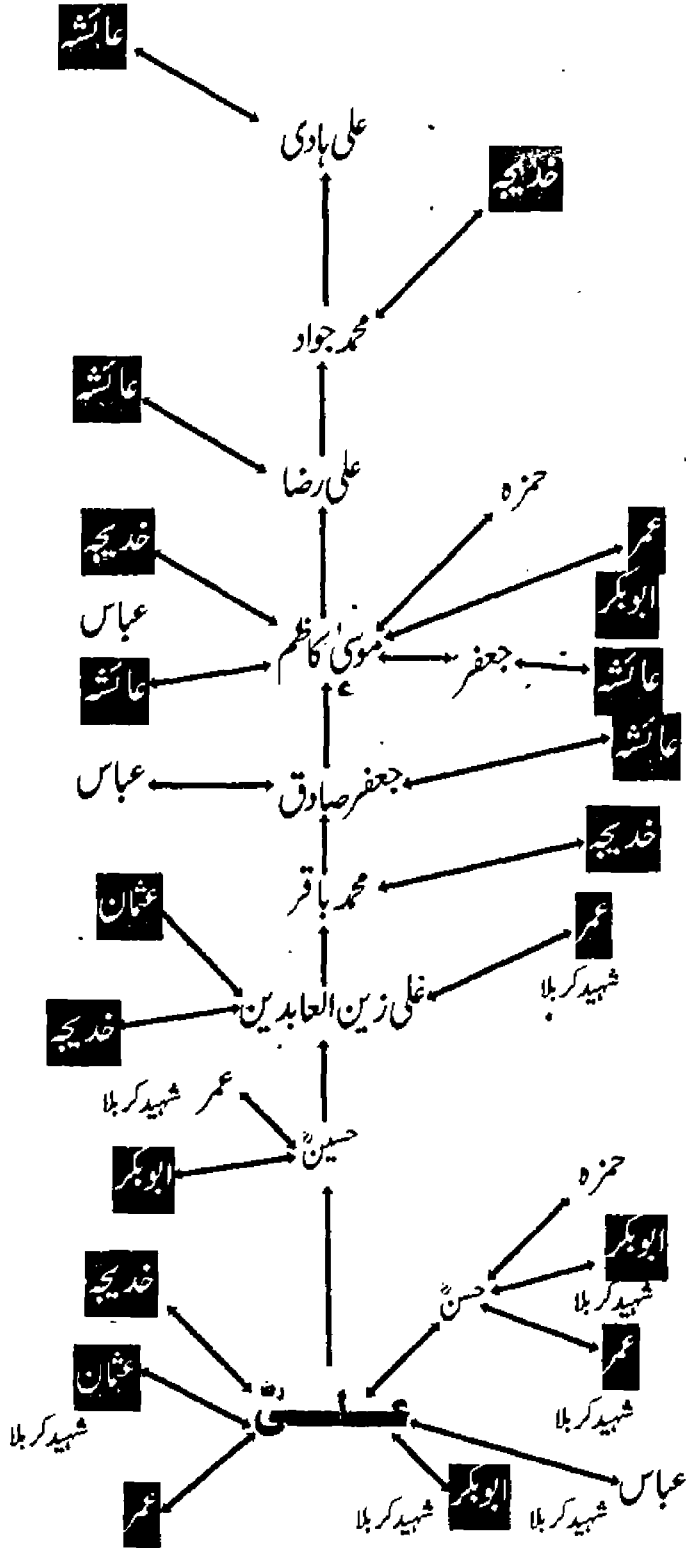 عائشہ
علی ہادی
خدیجہ
محمد جواد
عائشہ
علی رضا
حمزہ
خدیجہ
عمر
ابوبکر
عباس
موسیٰ کاظم
جعفر
عائشہ
عائشہ
عائشہ
عباس
جعفر صادق
خدیجہ
محمد باقر
عثمان
عمر
شہید کربلا
علی زین العابدین
خدیجہ
عمر شہید کربلا
حسینؓ
ابوبکر
حمزہ
ابوبکر
شہید کربلا
خدیجہ
حسنؓ
عمر
شہید کربلا
عثمان
شہید کربلا
علیؓ
عباس
شہید کربلا
ابوبکر
شہید کربلا
عمر